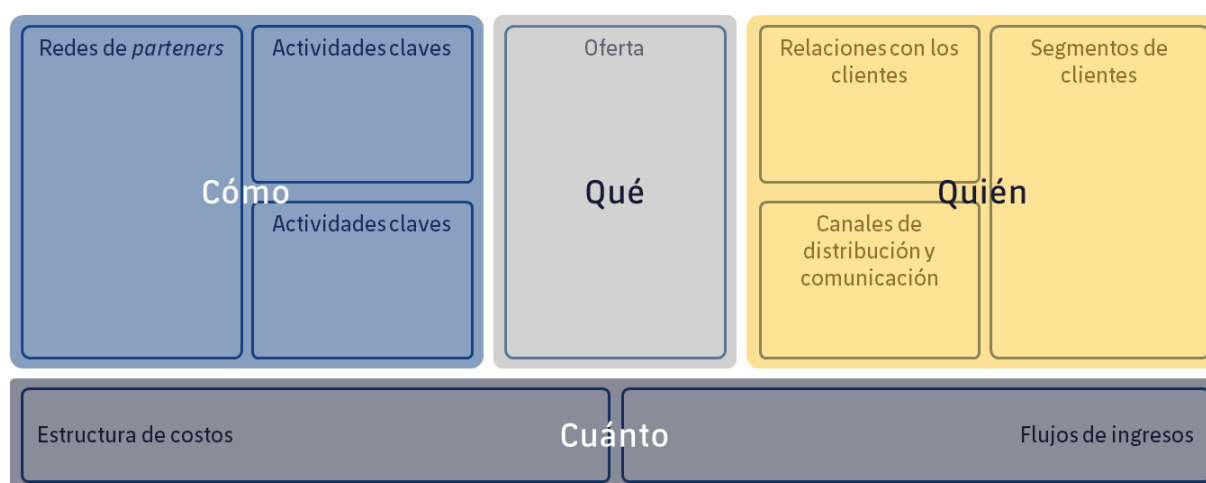 Redes de parteners
Actividades claves
Cómo
Actividades claves
Oferta
Qué
Relaciones con los
clientes
Canales de
distribución y
comunicación
Segmentos de
clientes
Quién
Estructura de costos
Cuánto
Flujos de ingresos